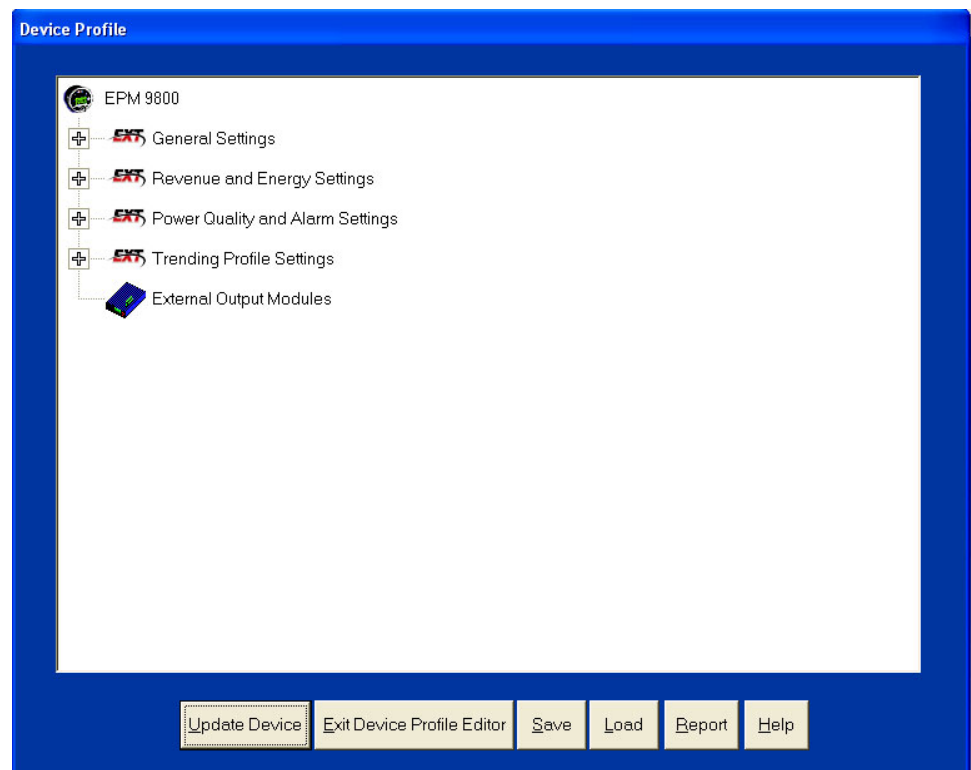 Device Profile
EPM 9800
EXT General Settings
EXT Revenue and Energy Settings
EXT Power Quality and Alarm Settings
EXT Trending Profile Settings
External Output Modules
Update Device Exit Device Profile Editor Save Load Report Help